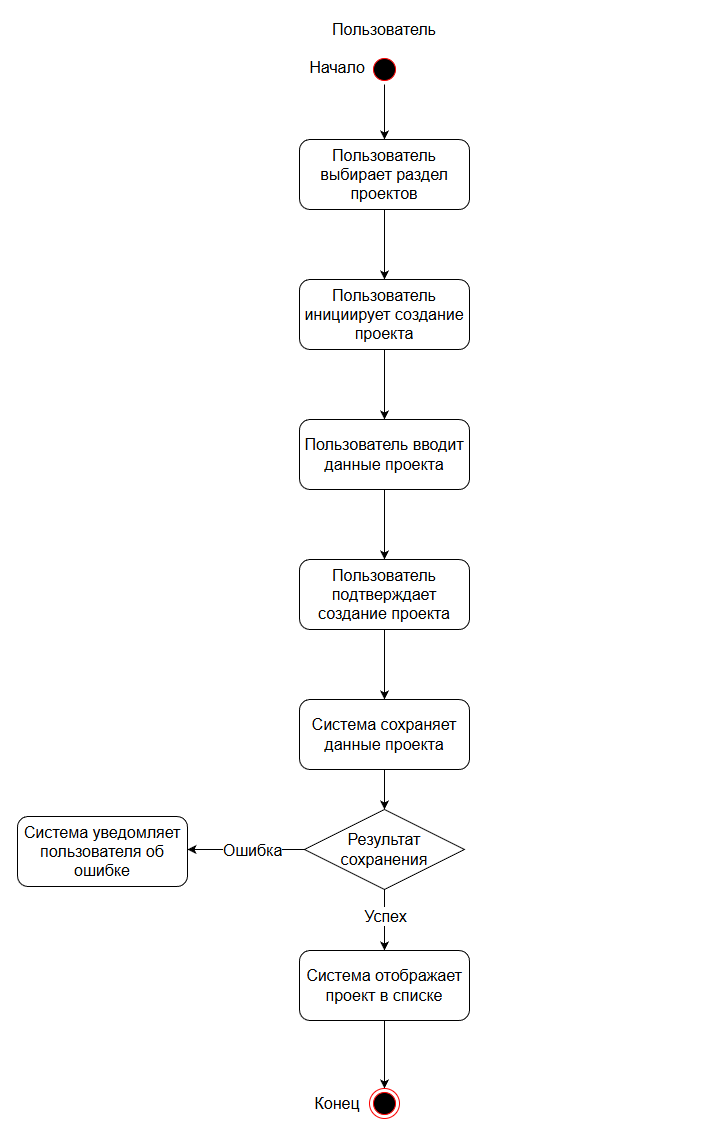 Пользователь
Начало
Пользователь
выбирает раздел
проектов
Пользователь
инициирует создание
проекта
Пользователь вводит
данные проекта
Пользователь
подтверждает
создание проекта
Система сохраняет
данные проекта
Результат
сохранения
Ошибка
Система уведомляет
пользователя об
ошибке
Успех
Система отображает
проект в списке
Конец